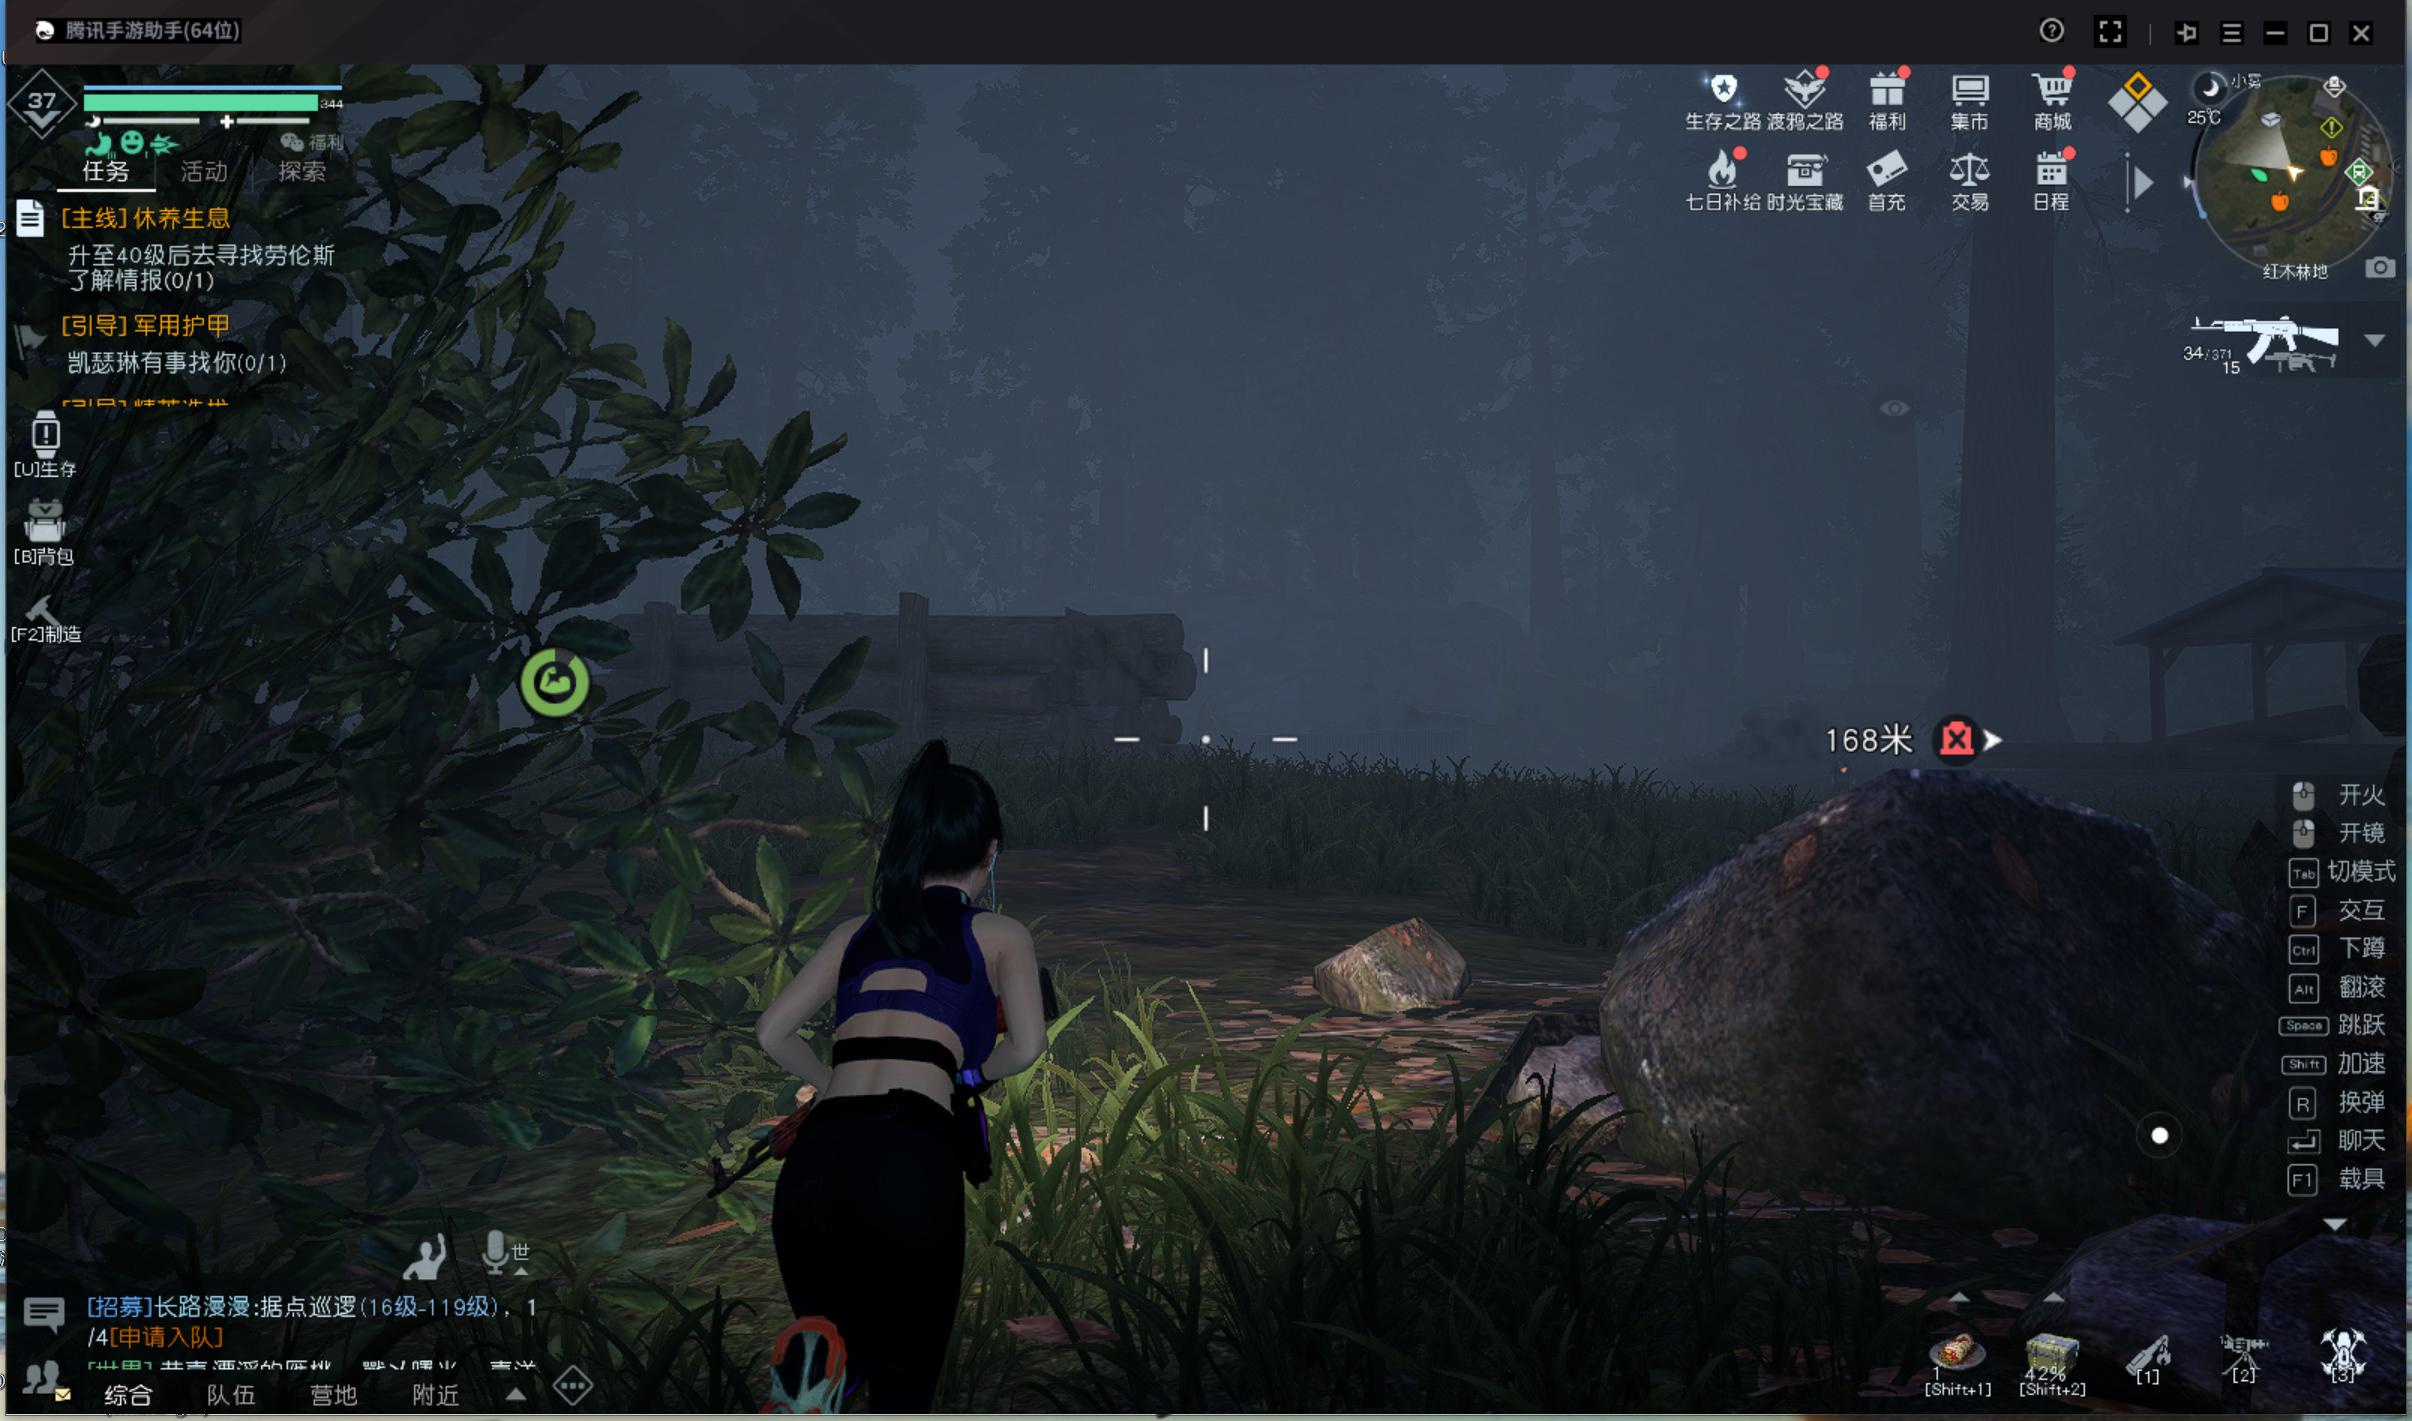 腾讯手游助手(64位)
37
344
福利
任务
活动
探索
[主线] 休养生息
升至40级后去寻找劳伦斯
了解情报(0/1)
[引导] 军用护甲
凯瑟琳有事找你(0/1)
[U]生存
[B]背包
[F2]制造
生存之路
渡鸦之路
福利
集市
商城
七日补给
时光宝藏
首充
交易
日程
小雾
25℃
红木林地
34/371
15
168米
开火
开镜
Tab 切模式
F 交互
Ctrl 下蹲
Alt 翻滚
Space 跳跃
Shift 加速
R 换弹
聊天
F1 载具
世
[招募]长路漫漫:据点巡逻(16级-119级), 1
/4[申请入队]
综合
队伍
营地
附近
1
[Shift+1]
42%
[Shift+2]
[1]
[2]
[3]